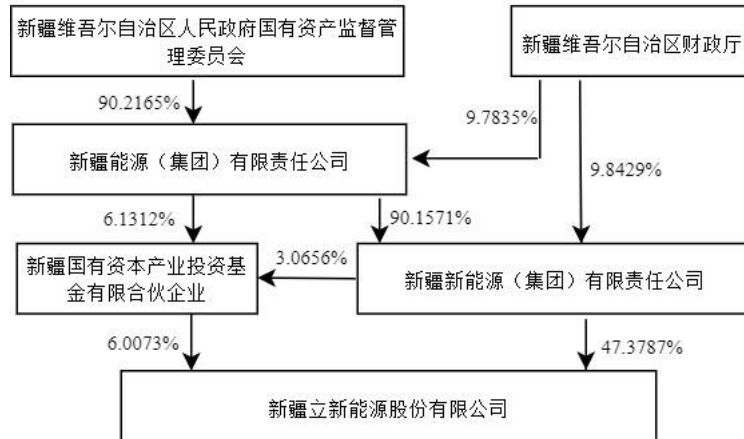 新疆维吾尔自治区人民政府国有资产监督管
理委员会
新疆维吾尔自治区财政厅
90.2165%
9.7835%
新疆能源（集团）有限责任公司
9.8429%
6.1312%
90.1571%
新疆国有资本产业投资基
金有限合伙企业
3.0656%
新疆新能源（集团）有限责任公司
6.0073%
47.3787%
新疆立新能源股份有限公司